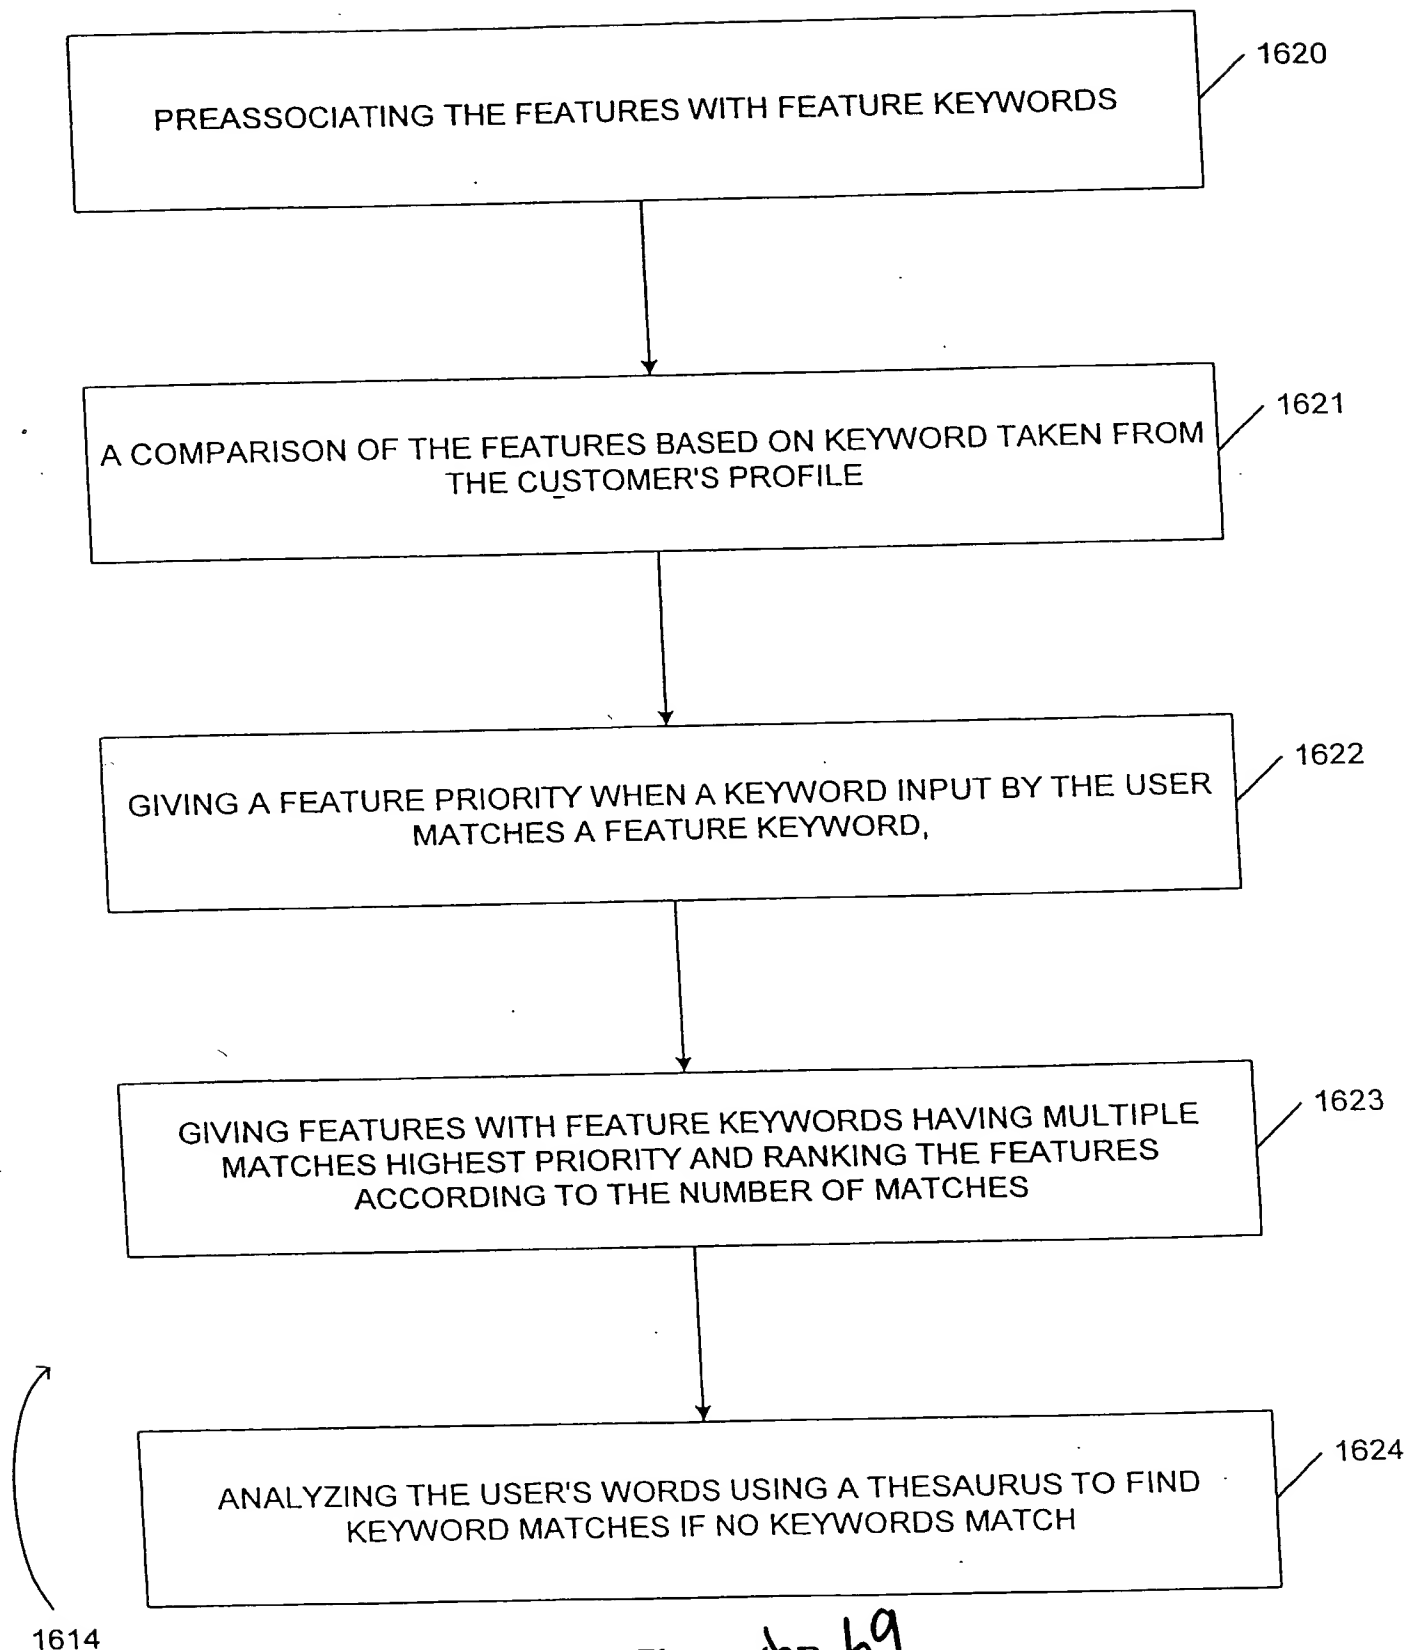 1620
PREASSOCIATING THE FEATURES WITH FEATURE KEYWORDS
1621
A COMPARISON OF THE FEATURES BASED ON KEYWORD TAKEN FROM
THE CUSTOMER'S PROFILE
1622
GIVING A FEATURE PRIORITY WHEN A KEYWORD INPUT BY THE USER
MATCHES A FEATURE KEYWORD,
1623
GIVING FEATURES WITH FEATURE KEYWORDS HAVING MULTIPLE
MATCHES HIGHEST PRIORITY AND RANKING THE FEATURES
ACCORDING TO THE NUMBER OF MATCHES
1624
ANALYZING THE USER'S WORDS USING A THESAURUS TO FIND
KEYWORD MATCHES IF NO KEYWORDS MATCH
1614
69